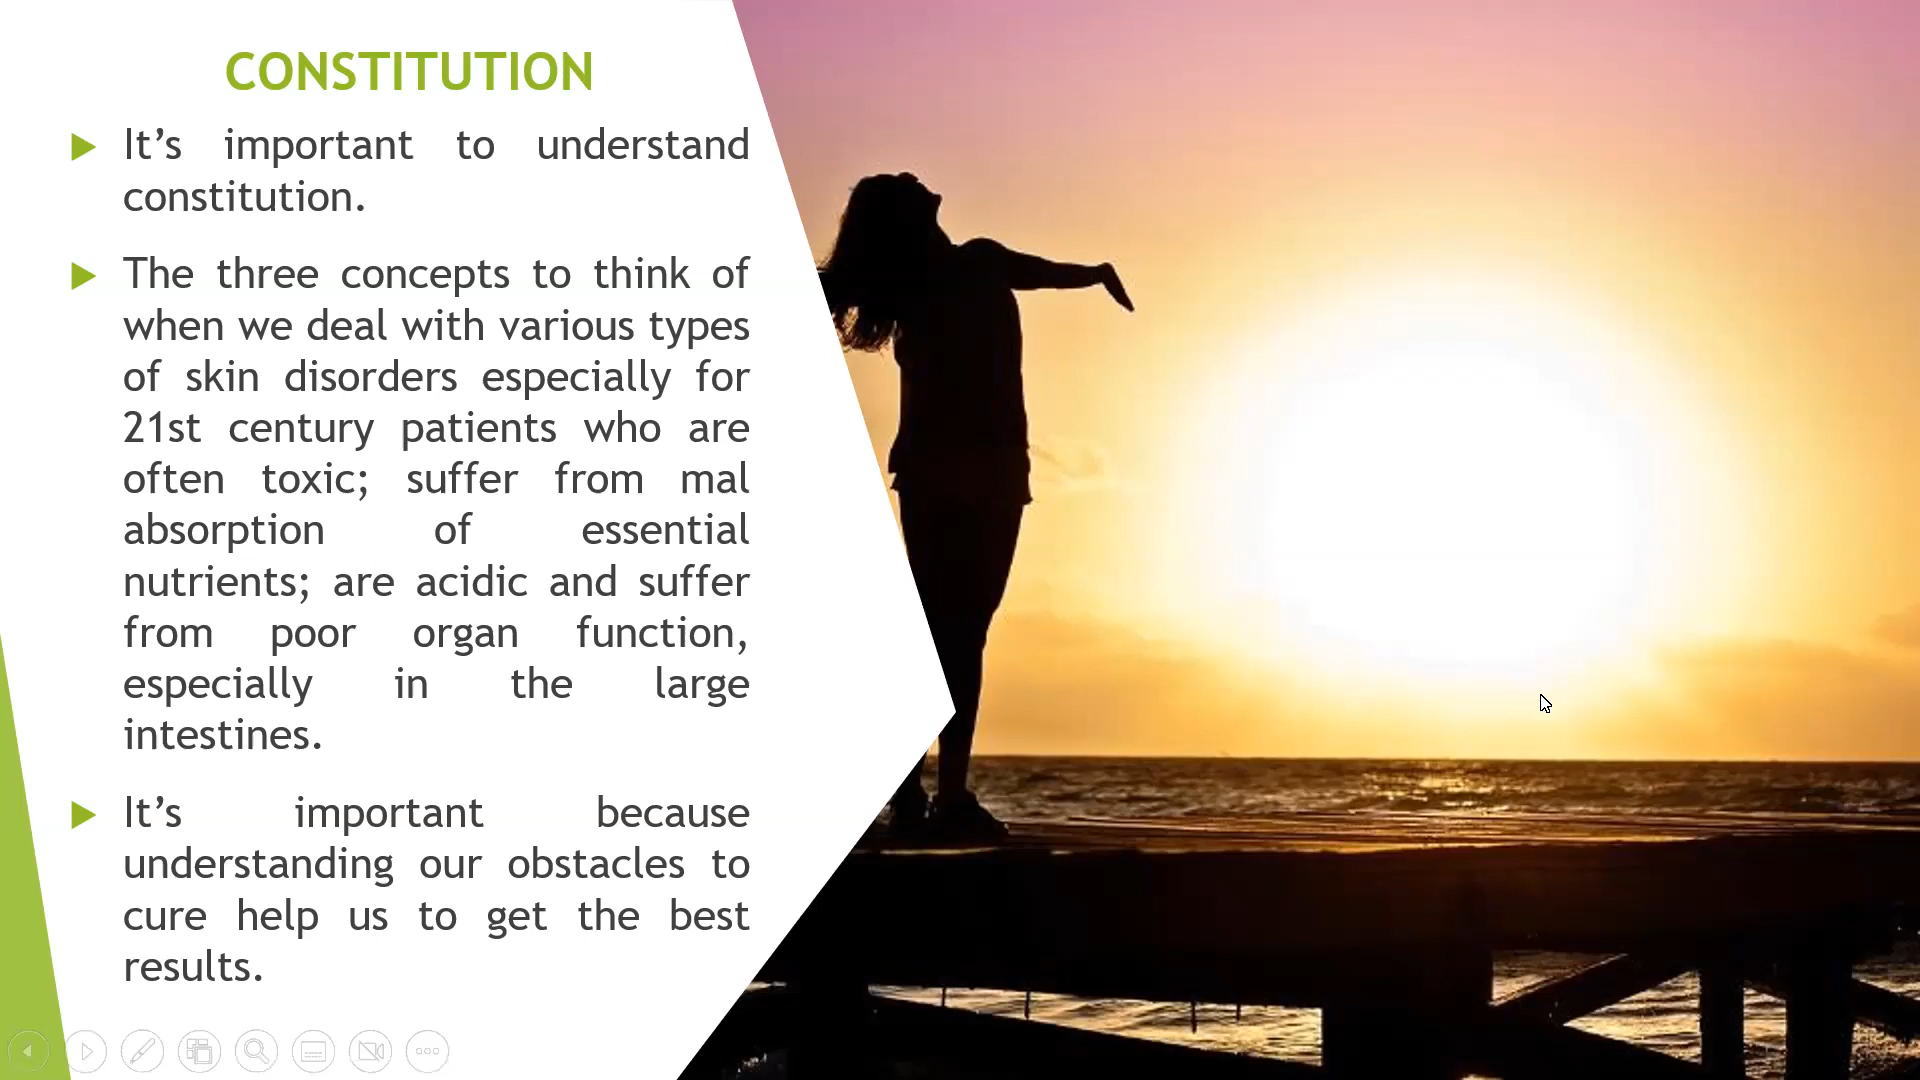 CONSTITUTION
It’s important to understand
constitution.
The three concepts to think of
when we deal with various types
of skin disorders especially for
21st century patients who are
often toxic; suffer from mal
absorption of essential
nutrients; are acidic and suffer
from poor organ function,
especially in the large
intestines.
It’s important because
understanding our obstacles to
cure help us to get the best
results.